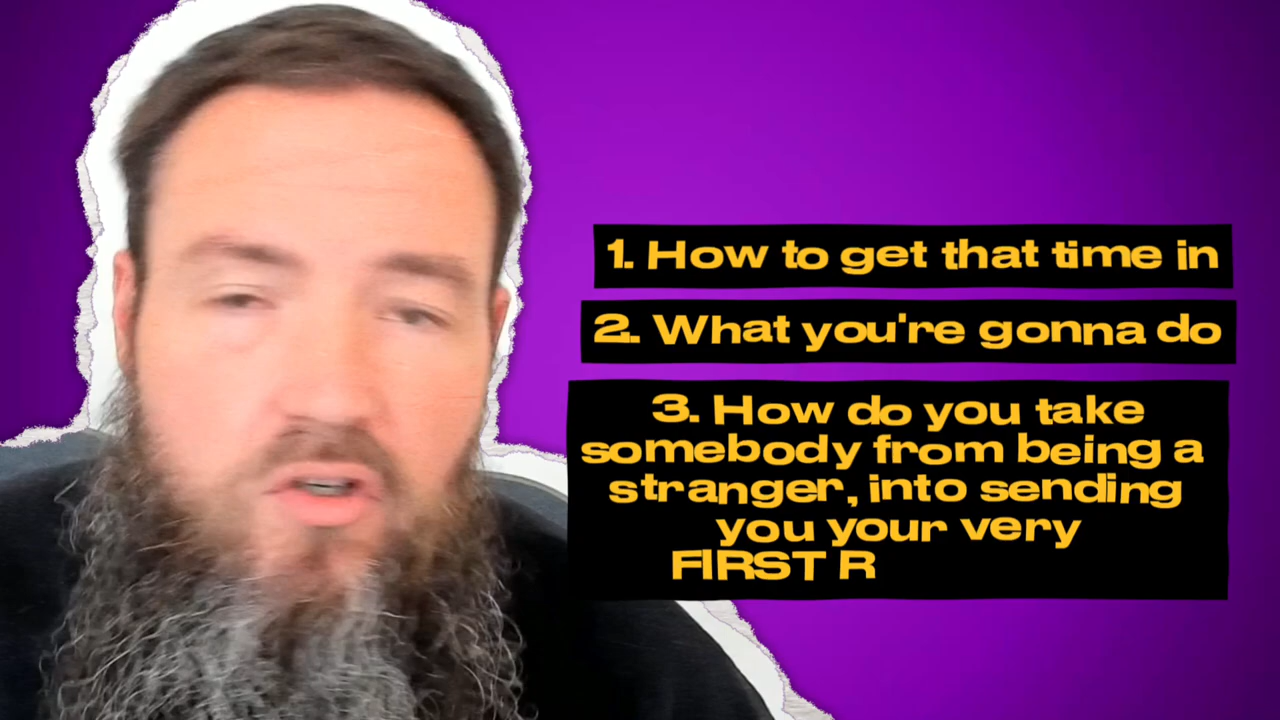 1. How to get that time in
2. What you're gonna do
3. How do you take
somebody from being a
stranger, into sending
you your very
FIRST R